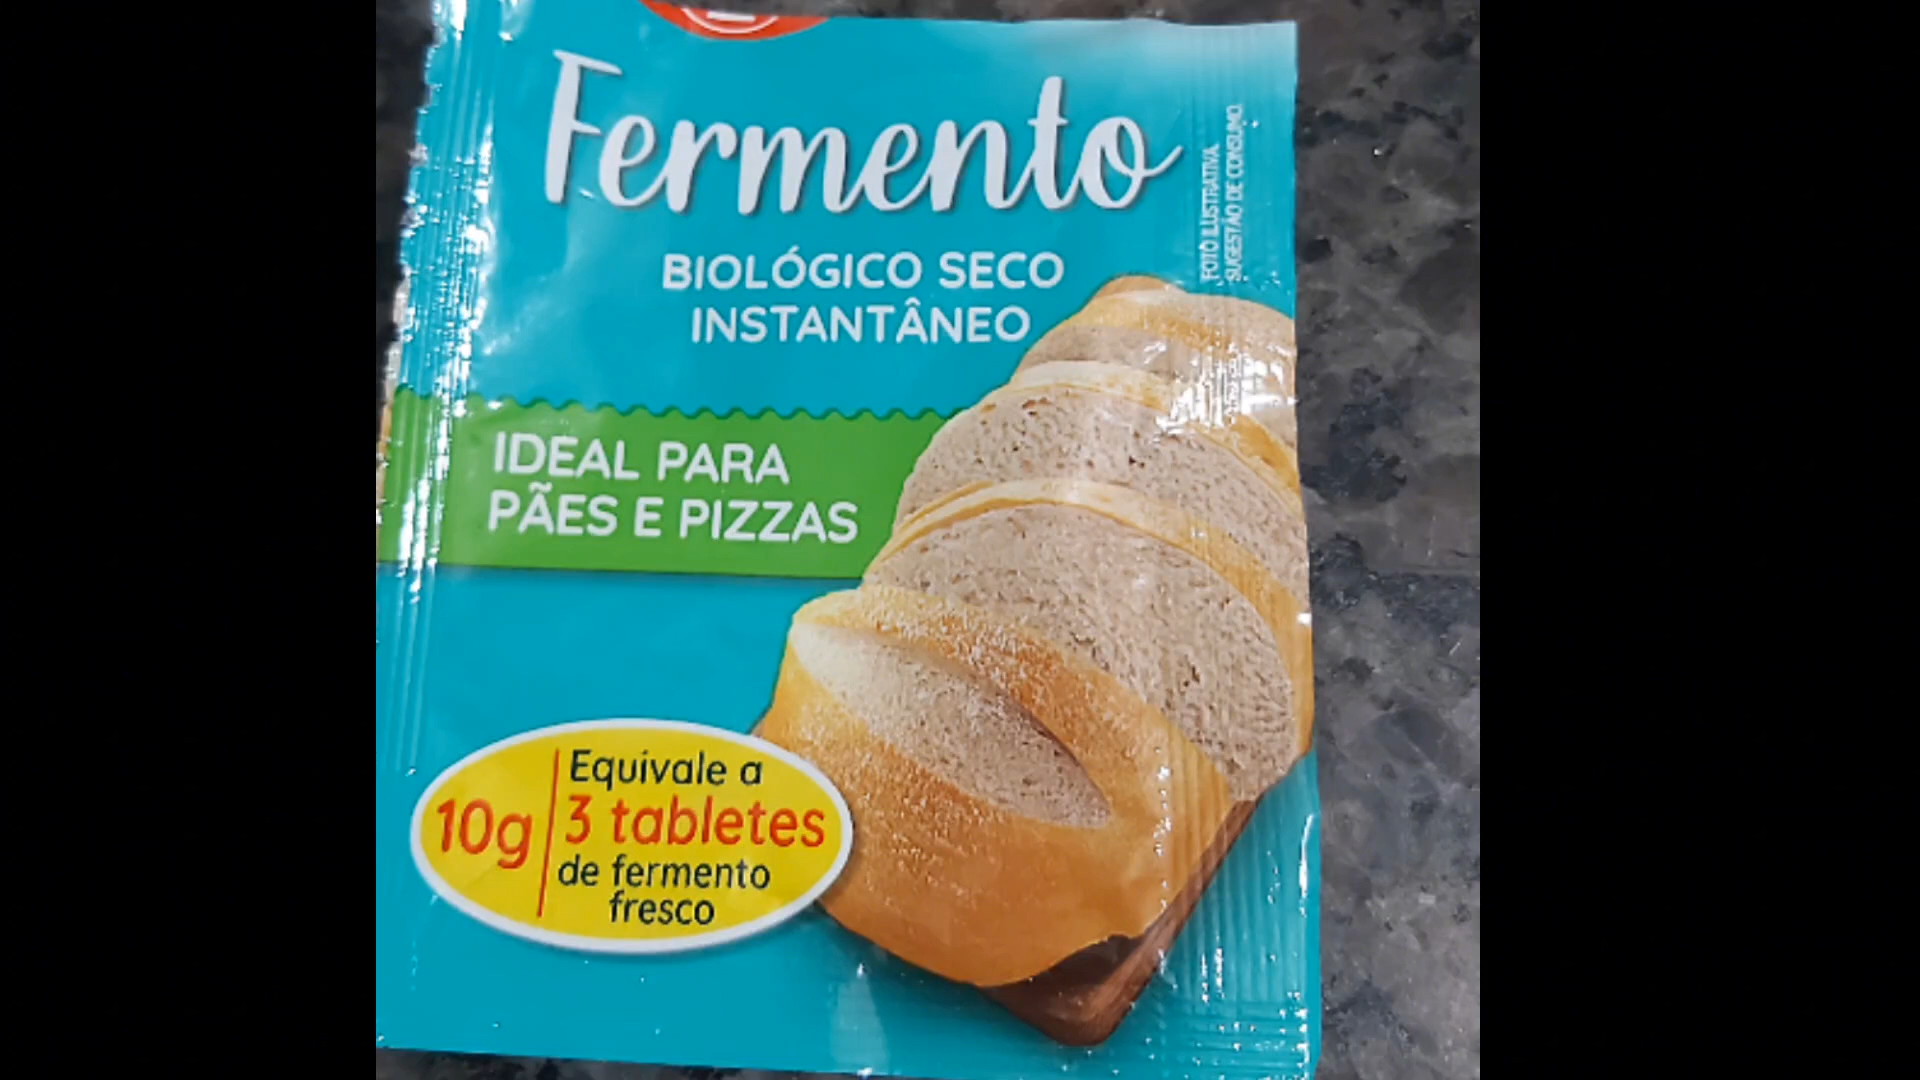 Fermento
BIOLÓGICO SECO
INSTANTÂNEO
FOTO ILUSTRATIVA.
SUGESTÃO DE CONSUMO.
IDEAL PARA
PÃES E PIZZAS
10g
Equivale a
3 tabletes
de fermento
fresco